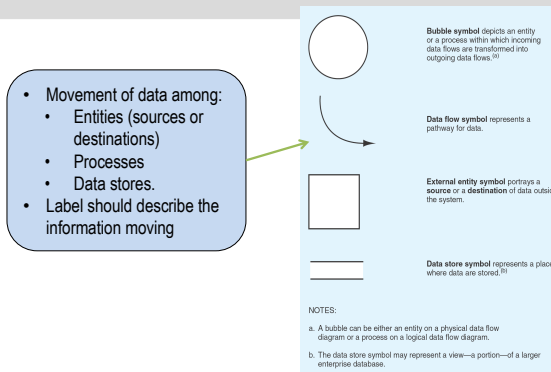 • Movement of data among:
• Entities (sources or
destinations)
• Processes
• Data stores.
• Label should describe the
information moving
Bubble symbol depicts an entity
or a process within which incoming
data flows are transformed into
outgoing data flows.(a)
Data flow symbol represents a
pathway for data.
External entity symbol portrays a
source or a destination of data
the system.
Data store symbol represents a place
where data are stored.(b)
NOTES:
a. A bubble can be either an entity on a physical data flow
diagram or a process on a logical data flow diagram.
b. The data store symbol may represent a view—a portion—of a larger
enterprise database.